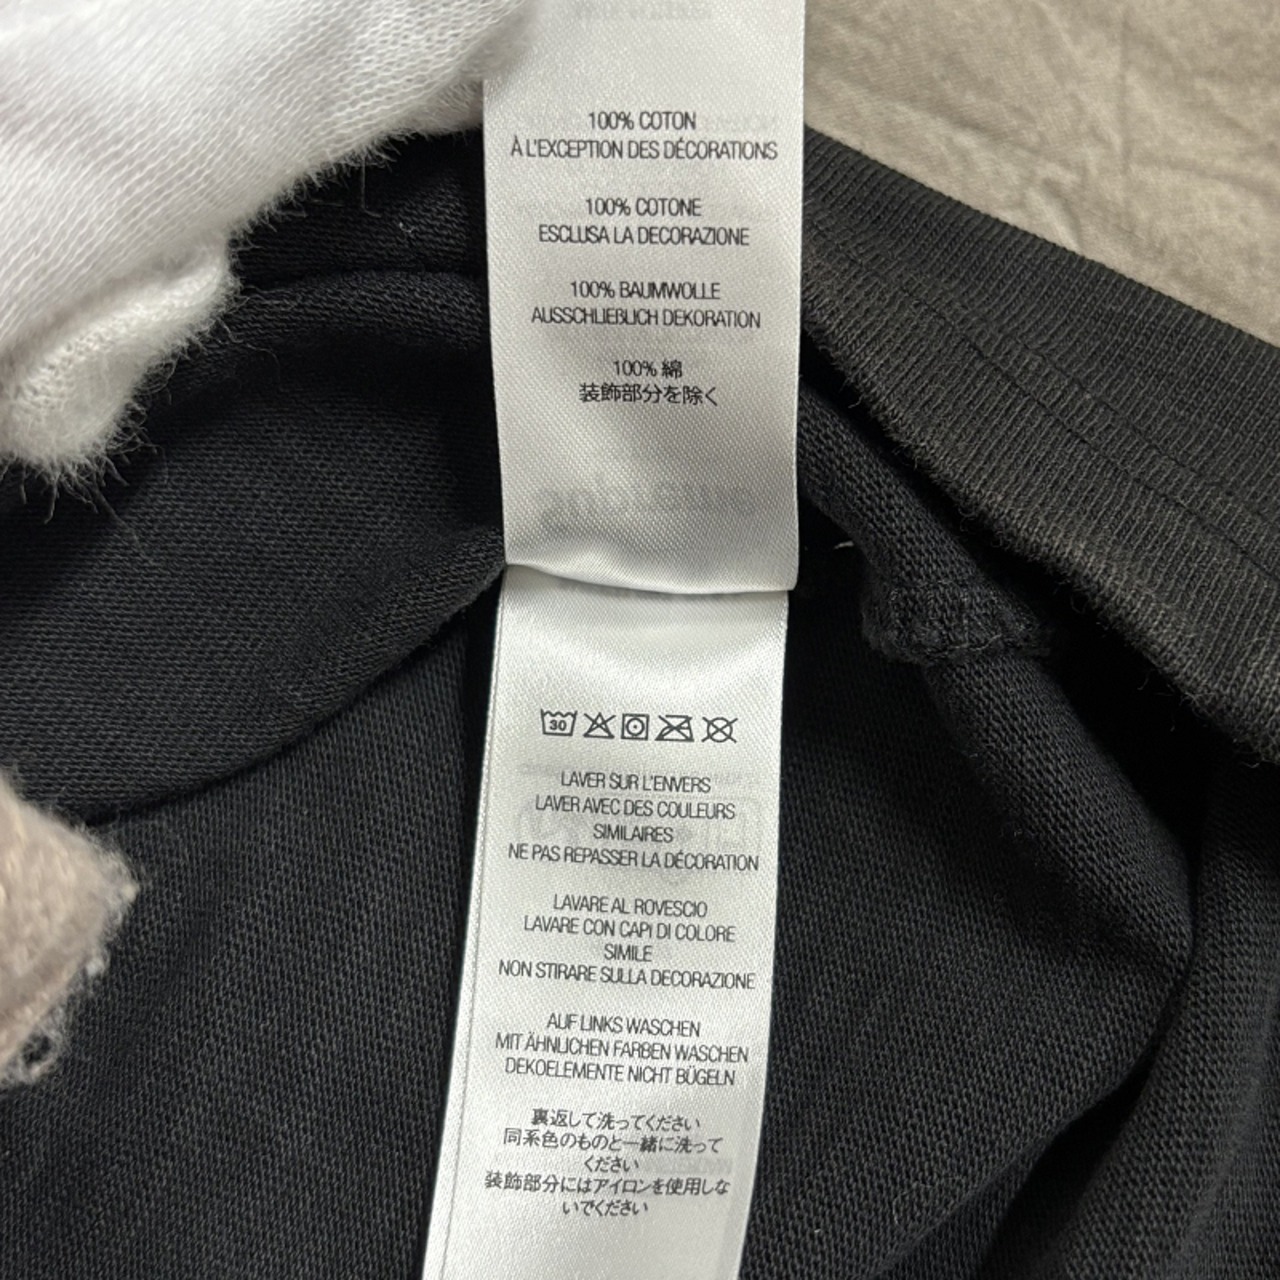 100% COTON
À L'EXCEPTION DES DÉCORATIONS
100% COTONE
ESCLUSA LA DECORAZIONE
100% BAUMWOLLE
AUSSCHLIEBLICH DEKORATION
100% 綿
装飾部分を除く
30
LAVER SUR L'ENVERS
LAVER AVEC DES COULEURS
SIMILAIRES
NE PAS REPASSER LA DÉCORATION
LAVARE AL ROVESCIO
LAVARE CON CAPI DI COLORE
SIMILE
NON STIRARE SULLA DECORAZIONE
AUF LINKS WASCHEN
MIT ÄHNLICHEN FARBEN WASCHEN
DEKOELEMENTE NICHT BÜGELN
裏返して洗ってください
同系色のものと一緒に洗って
ください
装飾部分にはアイロンを使用しな
いでください